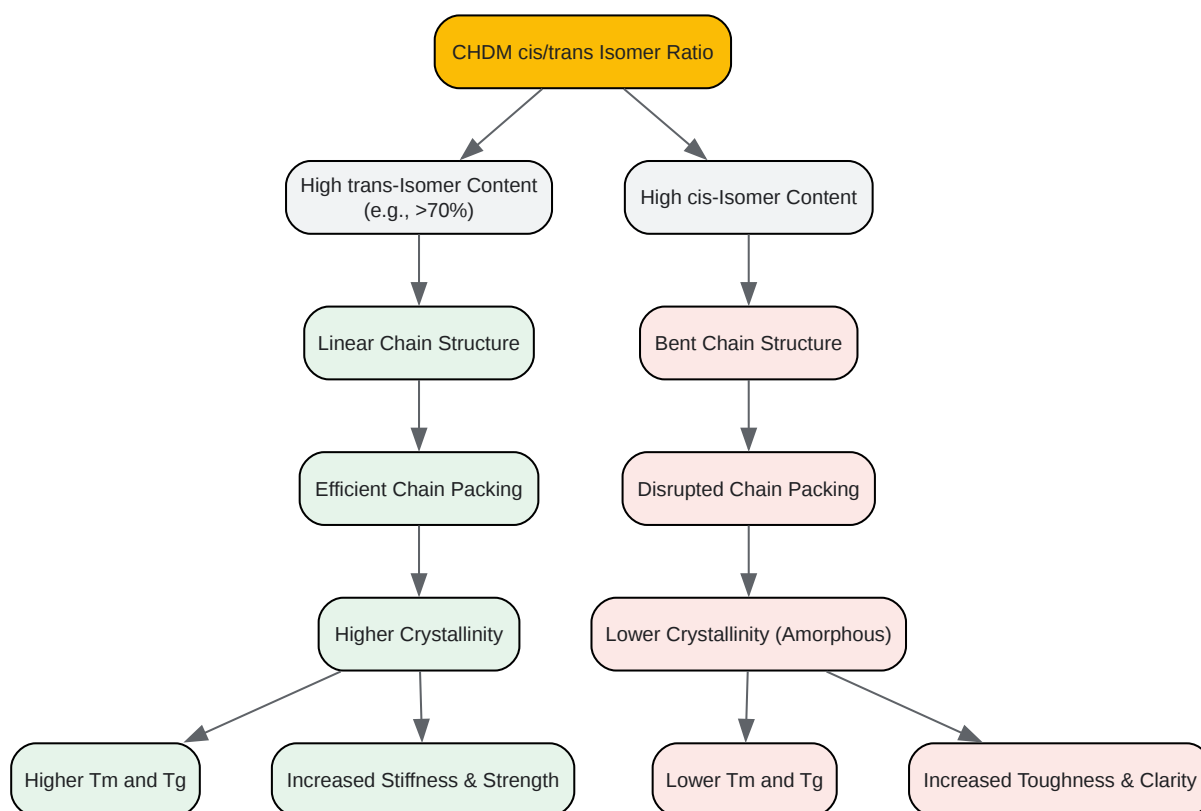 CHDM cis/trans Isomer Ratio
High trans-Isomer Content
(e.g., >70%)
High cis-Isomer Content
Linear Chain Structure
Bent Chain Structure
Efficient Chain Packing
Disrupted Chain Packing
Higher Crystallinity
Lower Crystallinity (Amorphous)
Higher Tm and Tg
Increased Stiffness & Strength
Lower Tm and Tg
Increased Toughness & Clarity